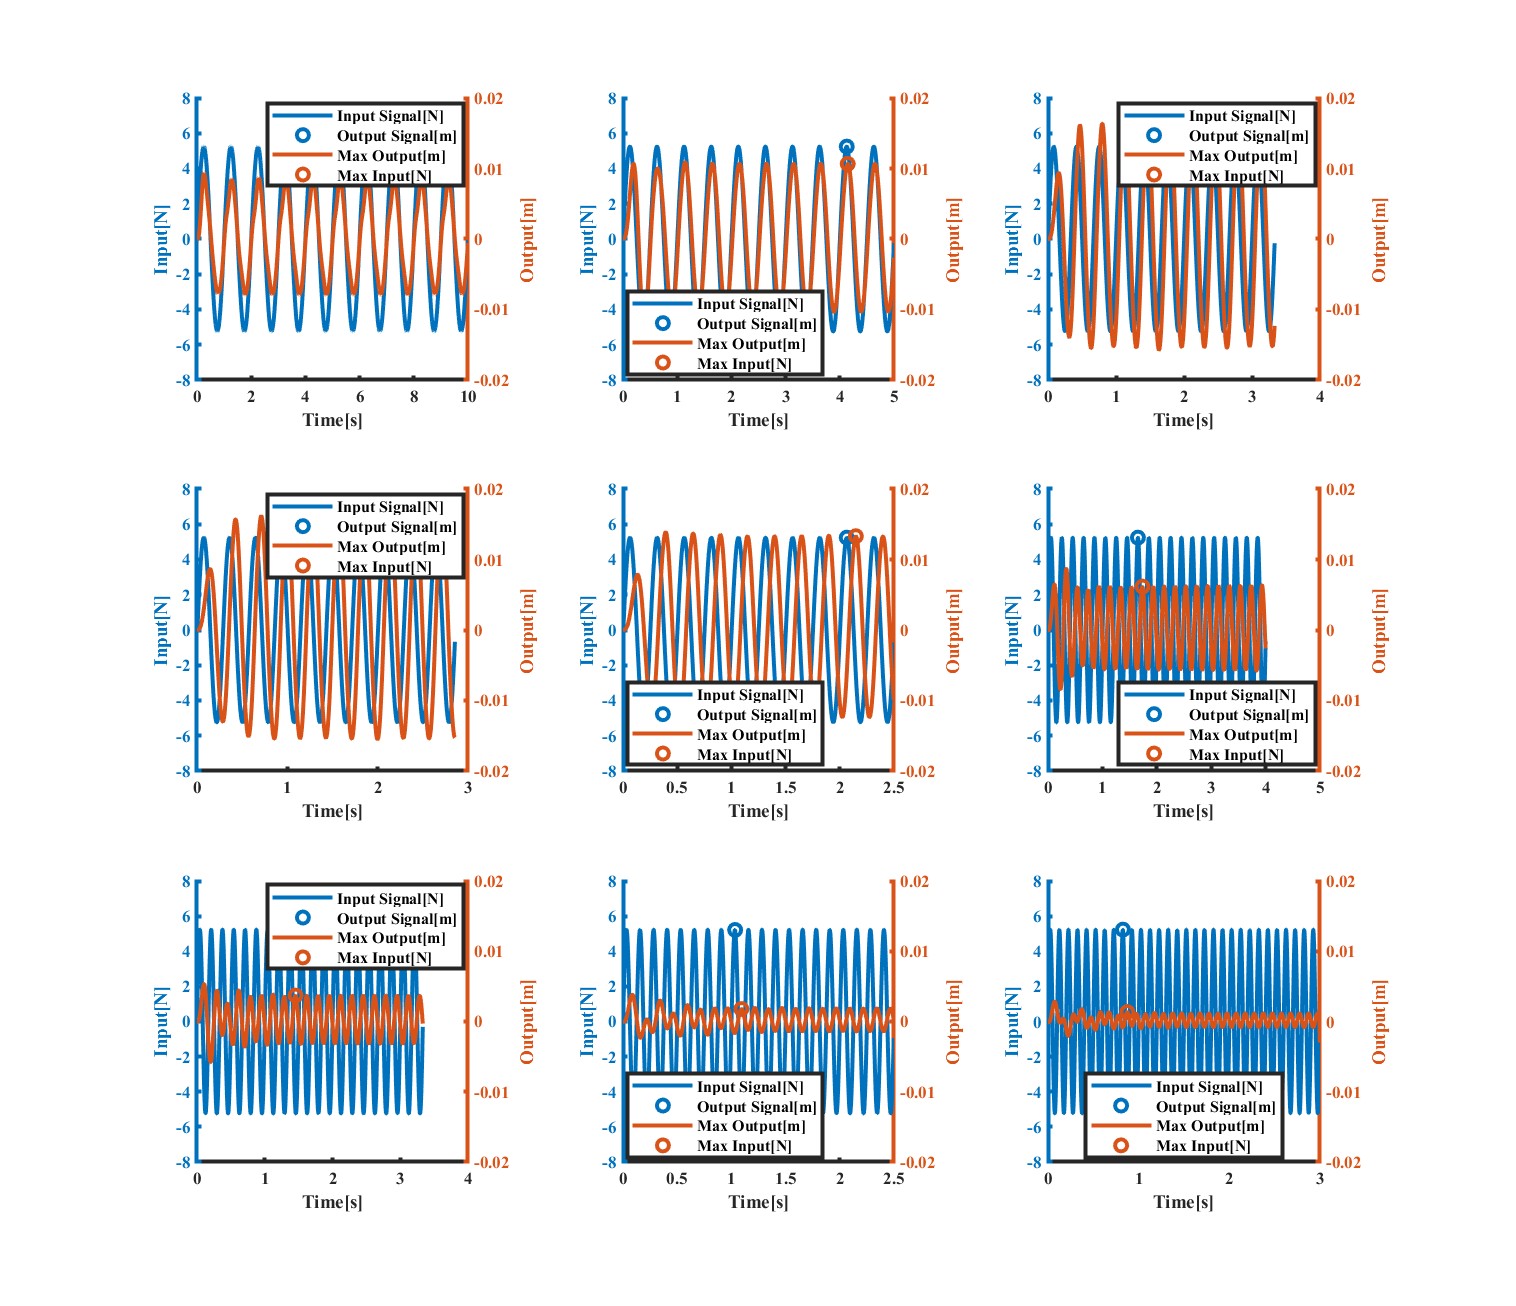 8 0.02
Input Signal[N]
6 Output Signal[m]
Max Output[m]
0.01
Max Input[N]
2
0 0
-2
-4 -0.01
-6
-8 -0.02
Input[N]
Output[m]
0 2 4 6 8 10
Time[s]
8 0.02
6
4 0.01
2
0 0
-2
-4 -0.01
-6
-8 -0.02
Input[N]
Output[m]
Input Signal[N]
Output Signal[m]
Max Output[m]
Max Input[N]
0 1 2 3 4 5
Time[s]
8 0.02
6
4 0.01
2
0 0
-2
-4 -0.01
-6
-8 -0.02
Input[N]
Output[m]
Input Signal[N]
Output Signal[m]
Max Output[m]
Max Input[N]
0 1 2 3 4
Time[s]
8 0.02
6
4 0.01
2
0 0
-2
-4 -0.01
-6
-8 -0.02
Input[N]
Output[m]
Input Signal[N]
Output Signal[m]
Max Output[m]
Max Input[N]
0 1 2 3
Time[s]
8 0.02
6
4 0.01
2
0 0
-2
-4 -0.01
-6
-8 -0.02
Input[N]
Output[m]
Input Signal[N]
Output Signal[m]
Max Output[m]
Max Input[N]
0 0.5 1 1.5 2 2.5
Time[s]
8 0.02
6
4 0.01
2
0 0
-2
-4 -0.01
-6
-8 -0.02
Input[N]
Output[m]
Input Signal[N]
Output Signal[m]
Max Output[m]
Max Input[N]
0 1 2 3 4 5
Time[s]
8 0.02
6
4 0.01
2
0 0
-2
-4 -0.01
-6
-8 -0.02
Input[N]
Output[m]
Input Signal[N]
Output Signal[m]
Max Output[m]
Max Input[N]
0 1 2 3 4
Time[s]
8 0.02
6
4 0.01
2
0 0
-2
-4 -0.01
-6
-8 -0.02
Input[N]
Output[m]
Input Signal[N]
Output Signal[m]
Max Output[m]
Max Input[N]
0 0.5 1 1.5 2 2.5
Time[s]
8 0.02
6
4 0.01
2
0 0
-2
-4 -0.01
-6
-8 -0.02
Input[N]
Output[m]
Input Signal[N]
Output Signal[m]
Max Output[m]
Max Input[N]
0 1 2 3
Time[s]